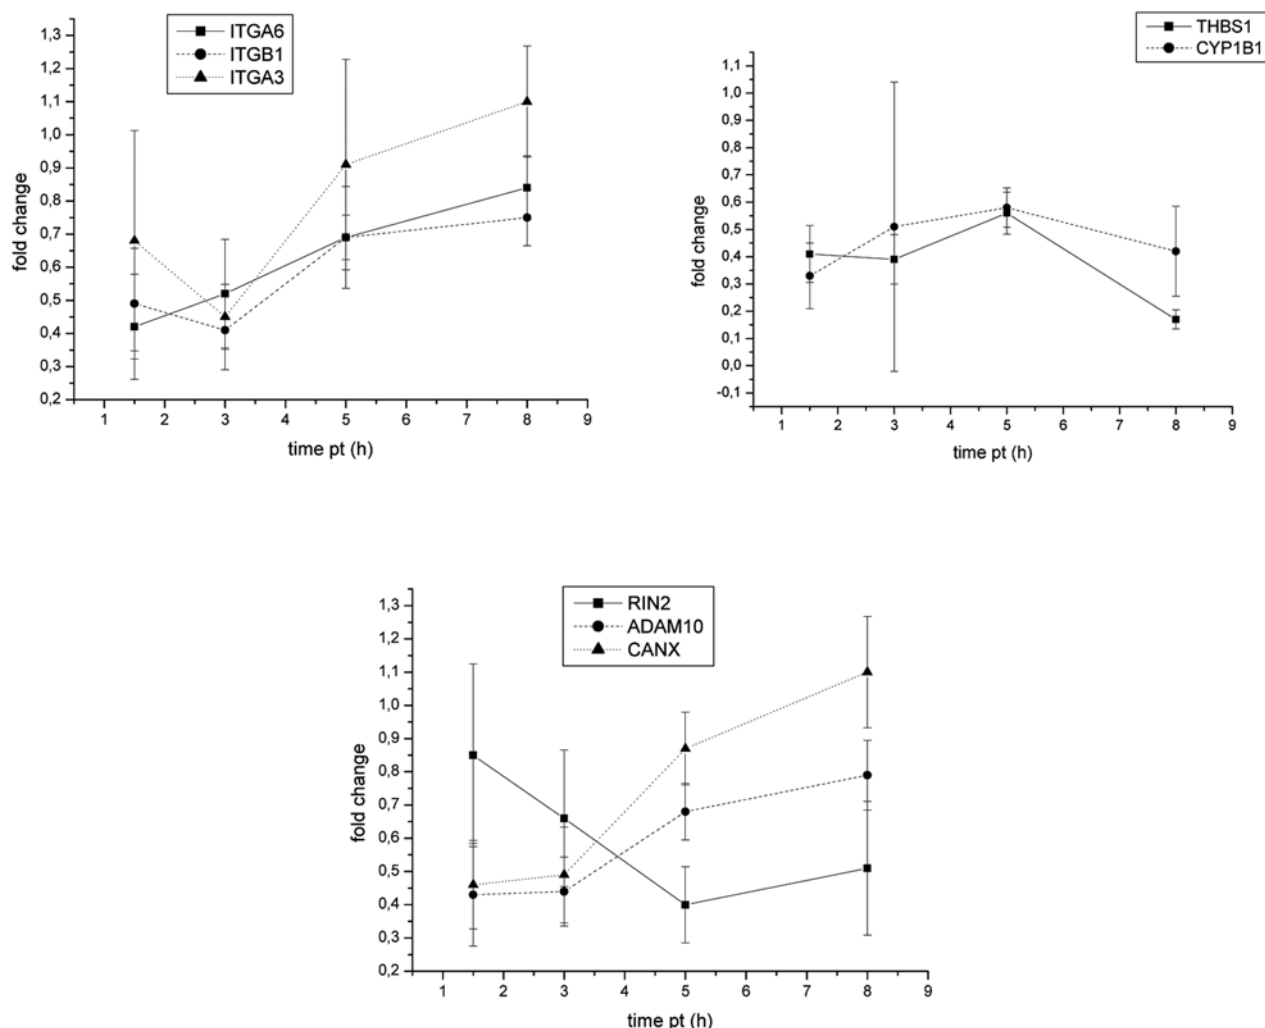 ITGA6
ITGB1
ITGA3
1,3
1,2
1,1
1,0
0,9
0,8
0,7
0,6
0,5
0,4
0,3
0,2
fold change
1 2 3 4 5 6 7 8 9
time pt (h)
THBS1
CYP1B1
1,1
1,0
0,9
0,8
0,7
0,6
0,5
0,4
0,3
0,2
0,1
0,0
-0,1
fold change
1 2 3 4 5 6 7 8 9
time pt (h)
RIN2
ADAM10
CANX
1,3
1,2
1,1
1,0
0,9
0,8
0,7
0,6
0,5
0,4
0,3
0,2
fold change
1 2 3 4 5 6 7 8 9
time pt (h)